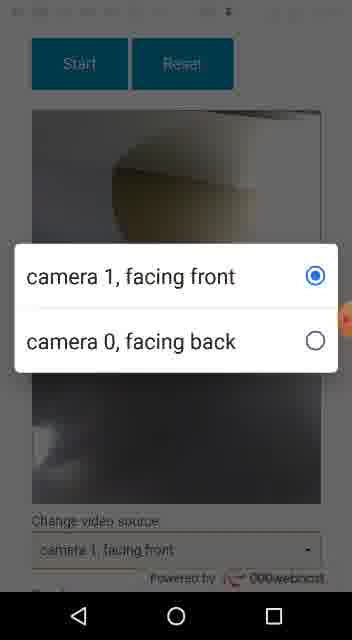 Start
Reset
camera 1, facing front
camera 0, facing back
Change video source
camera 1, facing front
Powered by 000webhost